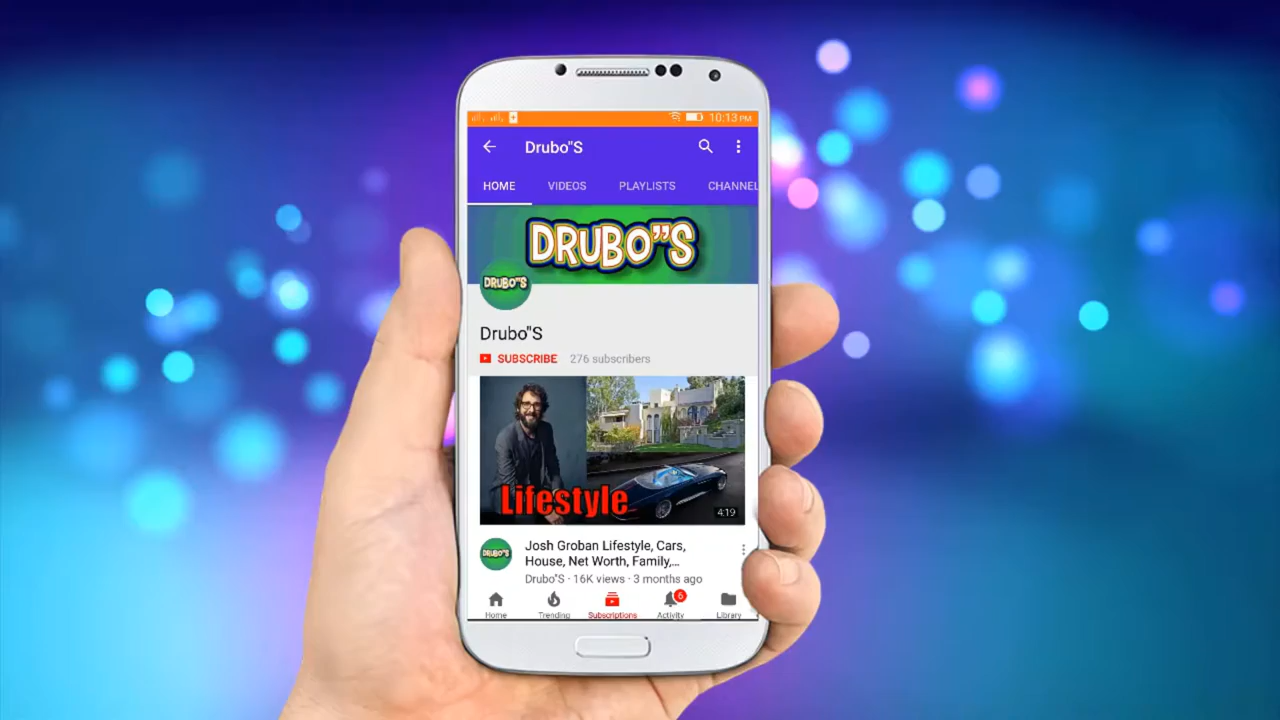 10:13 PM
Drubo"S
HOME VIDEOS PLAYLISTS CHANNEL
DRUBO"S
DRUBO"S
Drubo"S
SUBSCRIBE 276 subscribers
Lifestyle
4:19
DRUBO"S
Josh Groban Lifestyle, Cars,
House, Net Worth, Family,...
Drubo"S · 16K views · 3 months ago
6
Home Trending Subscriptions Activity Library